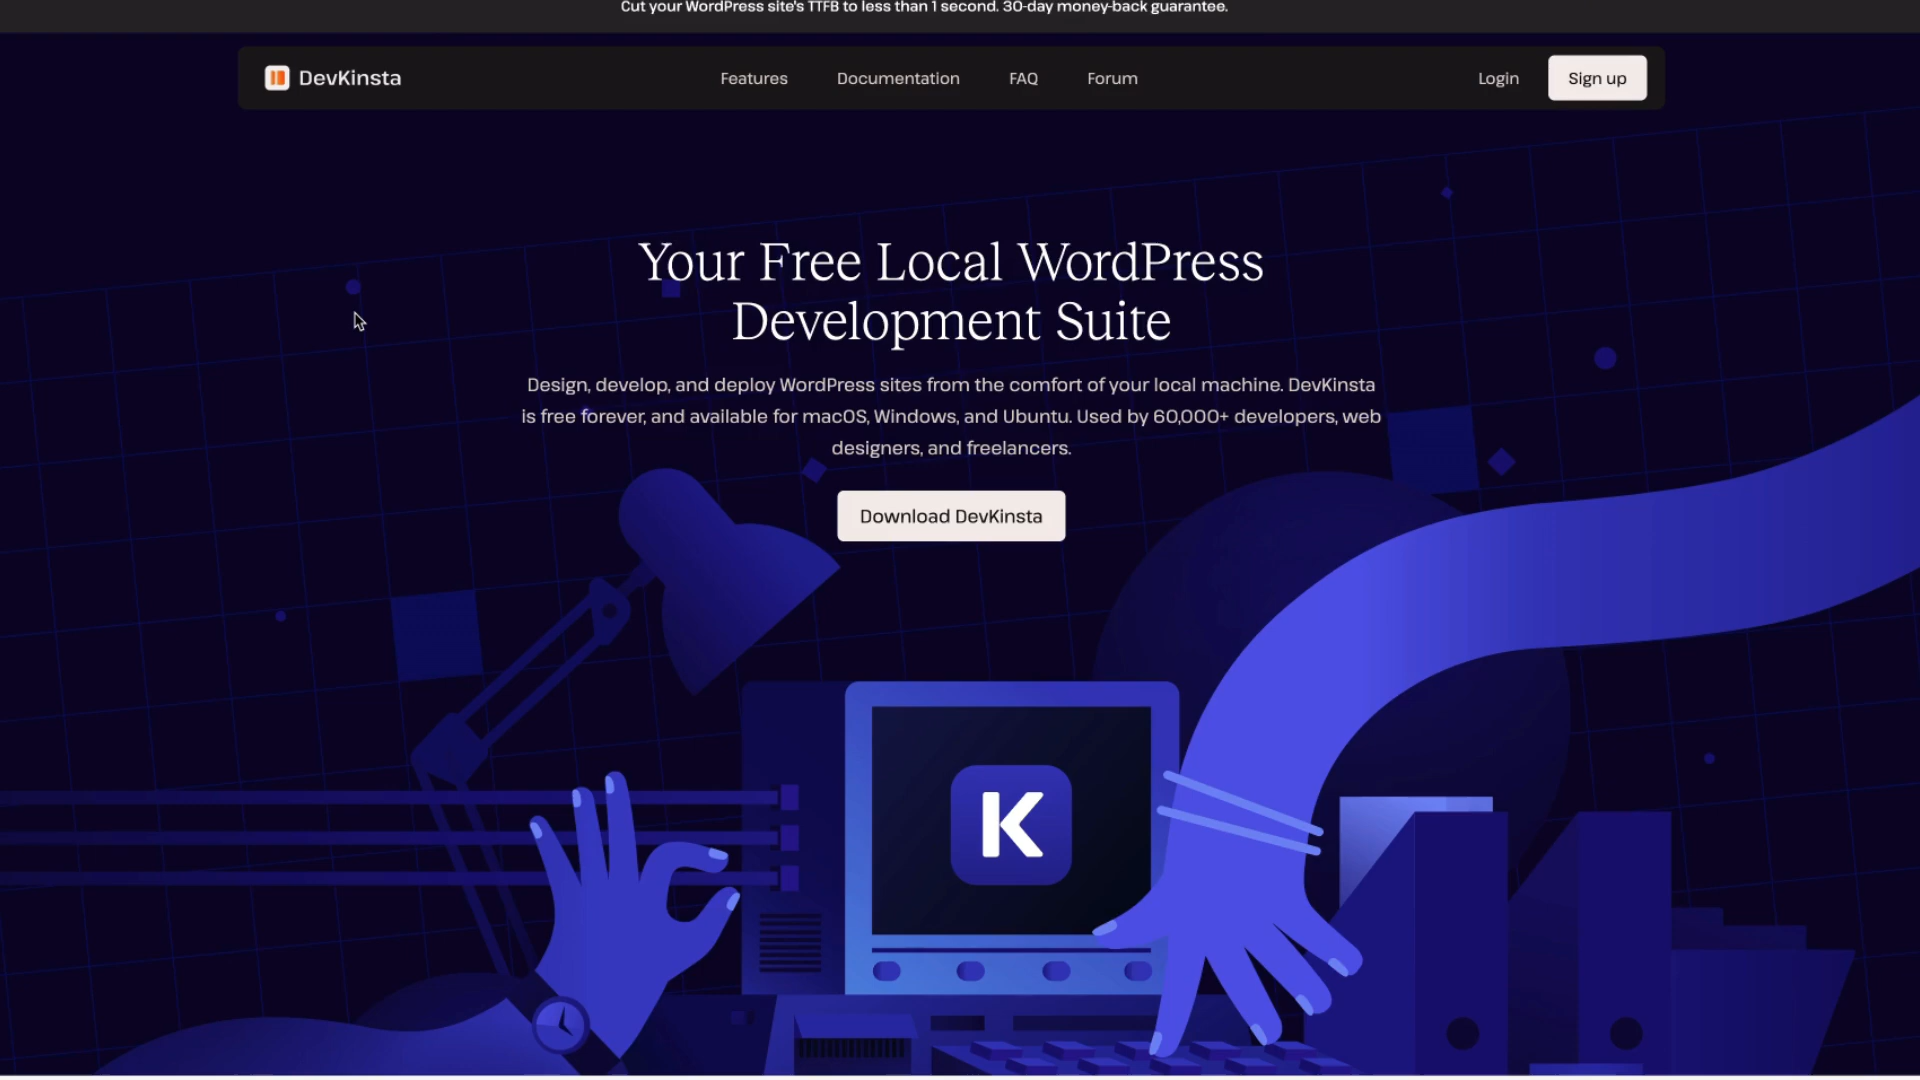 Cut your WordPress site's TTFB to less than 1 second. 30-day money-back guarantee.
DevKinsta
Features
Documentation
FAQ
Forum
Login
Sign up
Your Free Local WordPress
Development Suite
Design, develop, and deploy WordPress sites from the comfort of your local machine. DevKinsta
is free forever, and available for macOS, Windows, and Ubuntu. Used by 60,000+ developers, web
designers, and freelancers.
Download DevKinsta
K